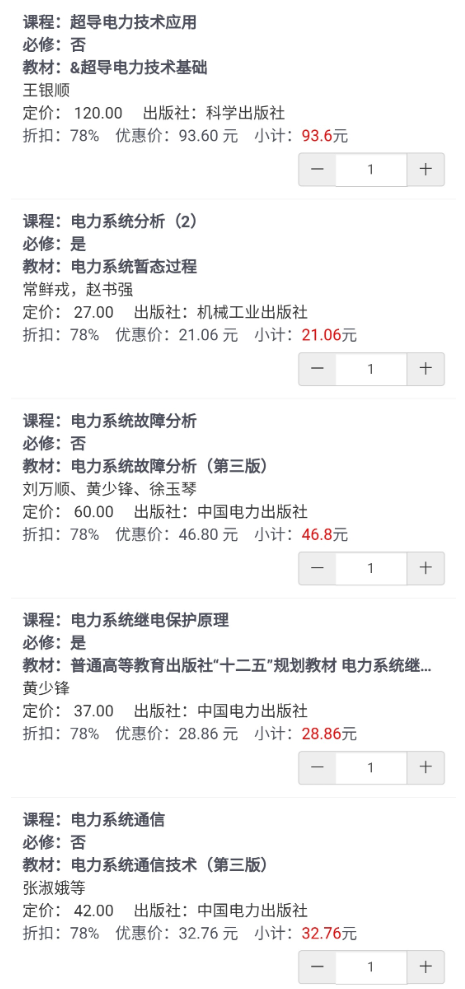 课程：超导电力技术应用
必修：否
教材：&超导电力技术基础
王银顺
定价： 120.00 出版社：科学出版社
折扣：78% 优惠价：93.60 元 小计：93.6元
— 1 +
课程：电力系统分析（2）
必修：是
教材：电力系统暂态过程
常鲜戎，赵书强
定价： 27.00 出版社：机械工业出版社
折扣：78% 优惠价：21.06 元 小计：21.06元
— 1 +
课程：电力系统故障分析
必修：否
教材：电力系统故障分析（第三版）
刘万顺、黄少锋、徐玉琴
定价： 60.00 出版社：中国电力出版社
折扣：78% 优惠价：46.80 元 小计：46.8元
— 1 +
课程：电力系统继电保护原理
必修：是
教材：普通高等教育出版社“十二五”规划教材 电力系统继...
黄少锋
定价： 37.00 出版社：中国电力出版社
折扣：78% 优惠价：28.86 元 小计：28.86元
— 1 +
课程：电力系统通信
必修：否
教材：电力系统通信技术（第三版）
张淑娥等
定价： 42.00 出版社：中国电力出版社
折扣：78% 优惠价：32.76 元 小计：32.76元
— 1 +